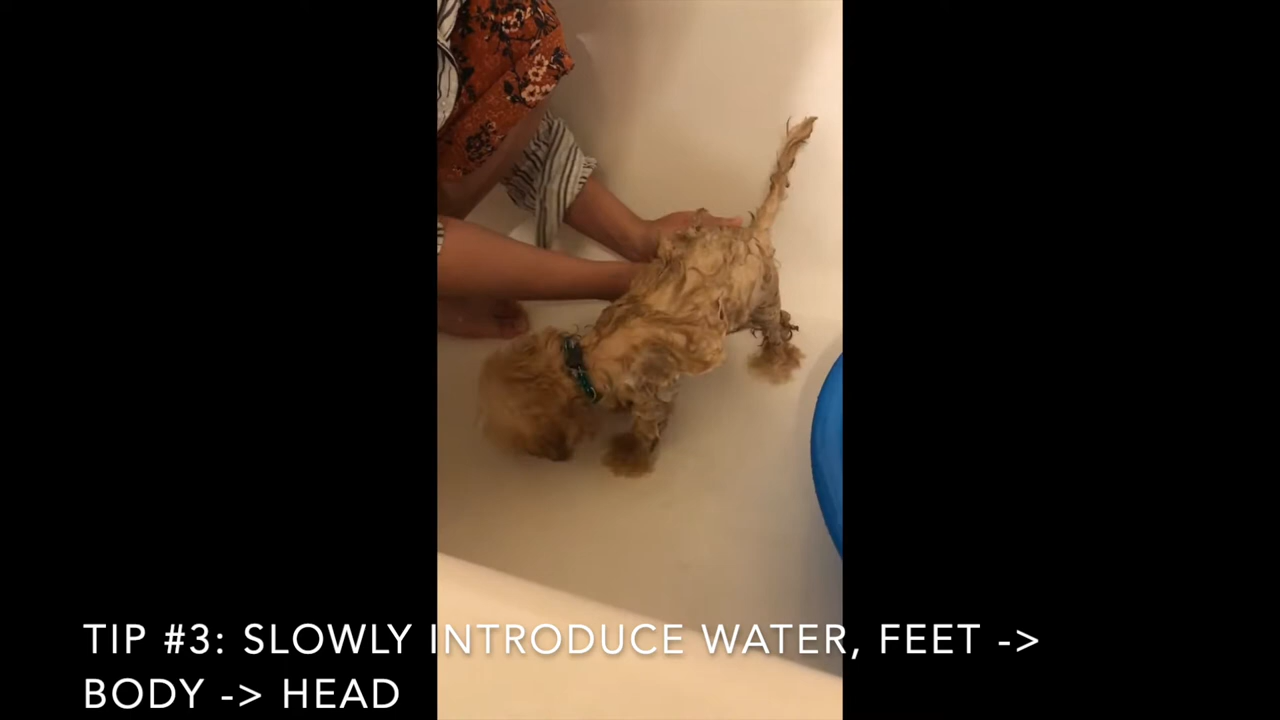 TIP #3: SLOWLY INTRODUCE WATER, FEET ->
BODY -> HEAD